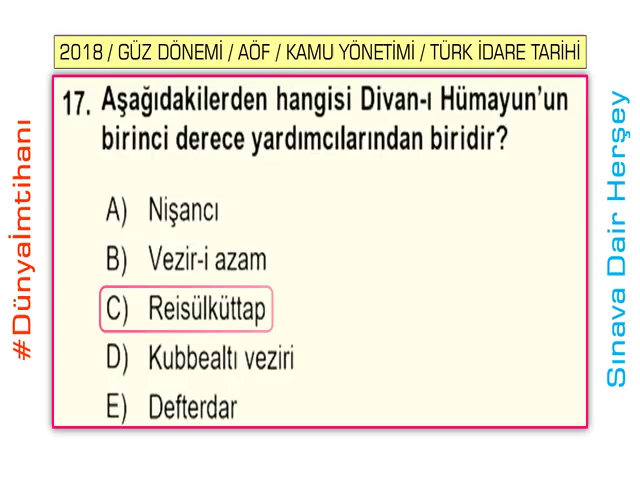 2018 / GÜZ DÖNEMİ / AÖF / KAMU YÖNETİMİ / TÜRK İDARE TARİHİ
#Dünyaİmtihanı
17. Aşağıdakilerden hangisi Divan-ı Hümayun'un
birinci derece yardımcılarından biridir?
A) Nişancı
B) Vezir-i azam
C) Reisülküttap
D) Kubbealtı veziri
E) Defterdar
Sınava Dair Herşey